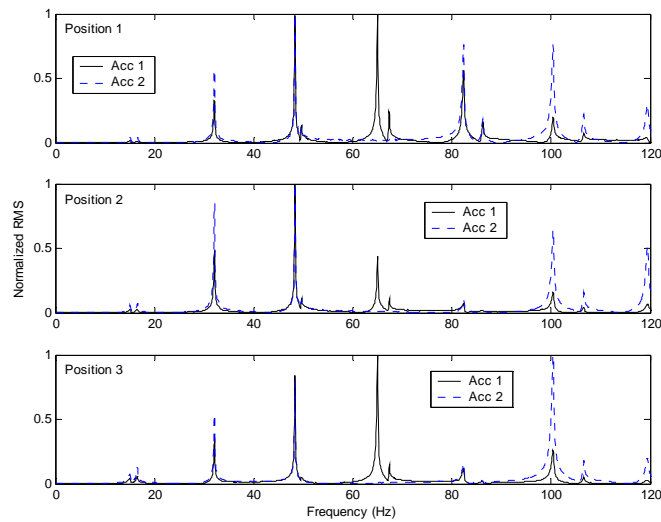 Position 1
Acc 1
Acc 2
1
0.5
0
0 20 40 60 80 100 120
Position 2
Acc 1
Acc 2
1
0.5
0
0 20 40 60 80 100 120
Normalized RMS
Position 3
Acc 1
Acc 2
1
0.5
0
0 20 40 60 80 100 120
Frequency (Hz)